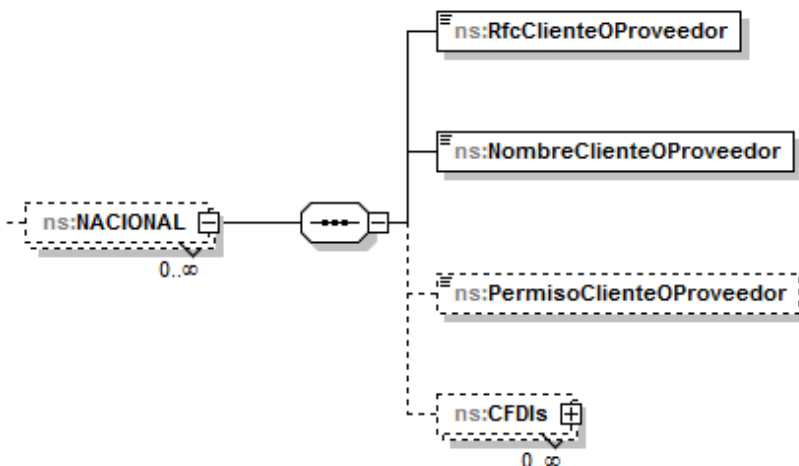 ns:RfcClienteOProveedor
ns:NombreClienteOProveedor
ns:NACIONAL
0..∞
ns:PermisoClienteOProveedor
ns:CFDIs
0..∞